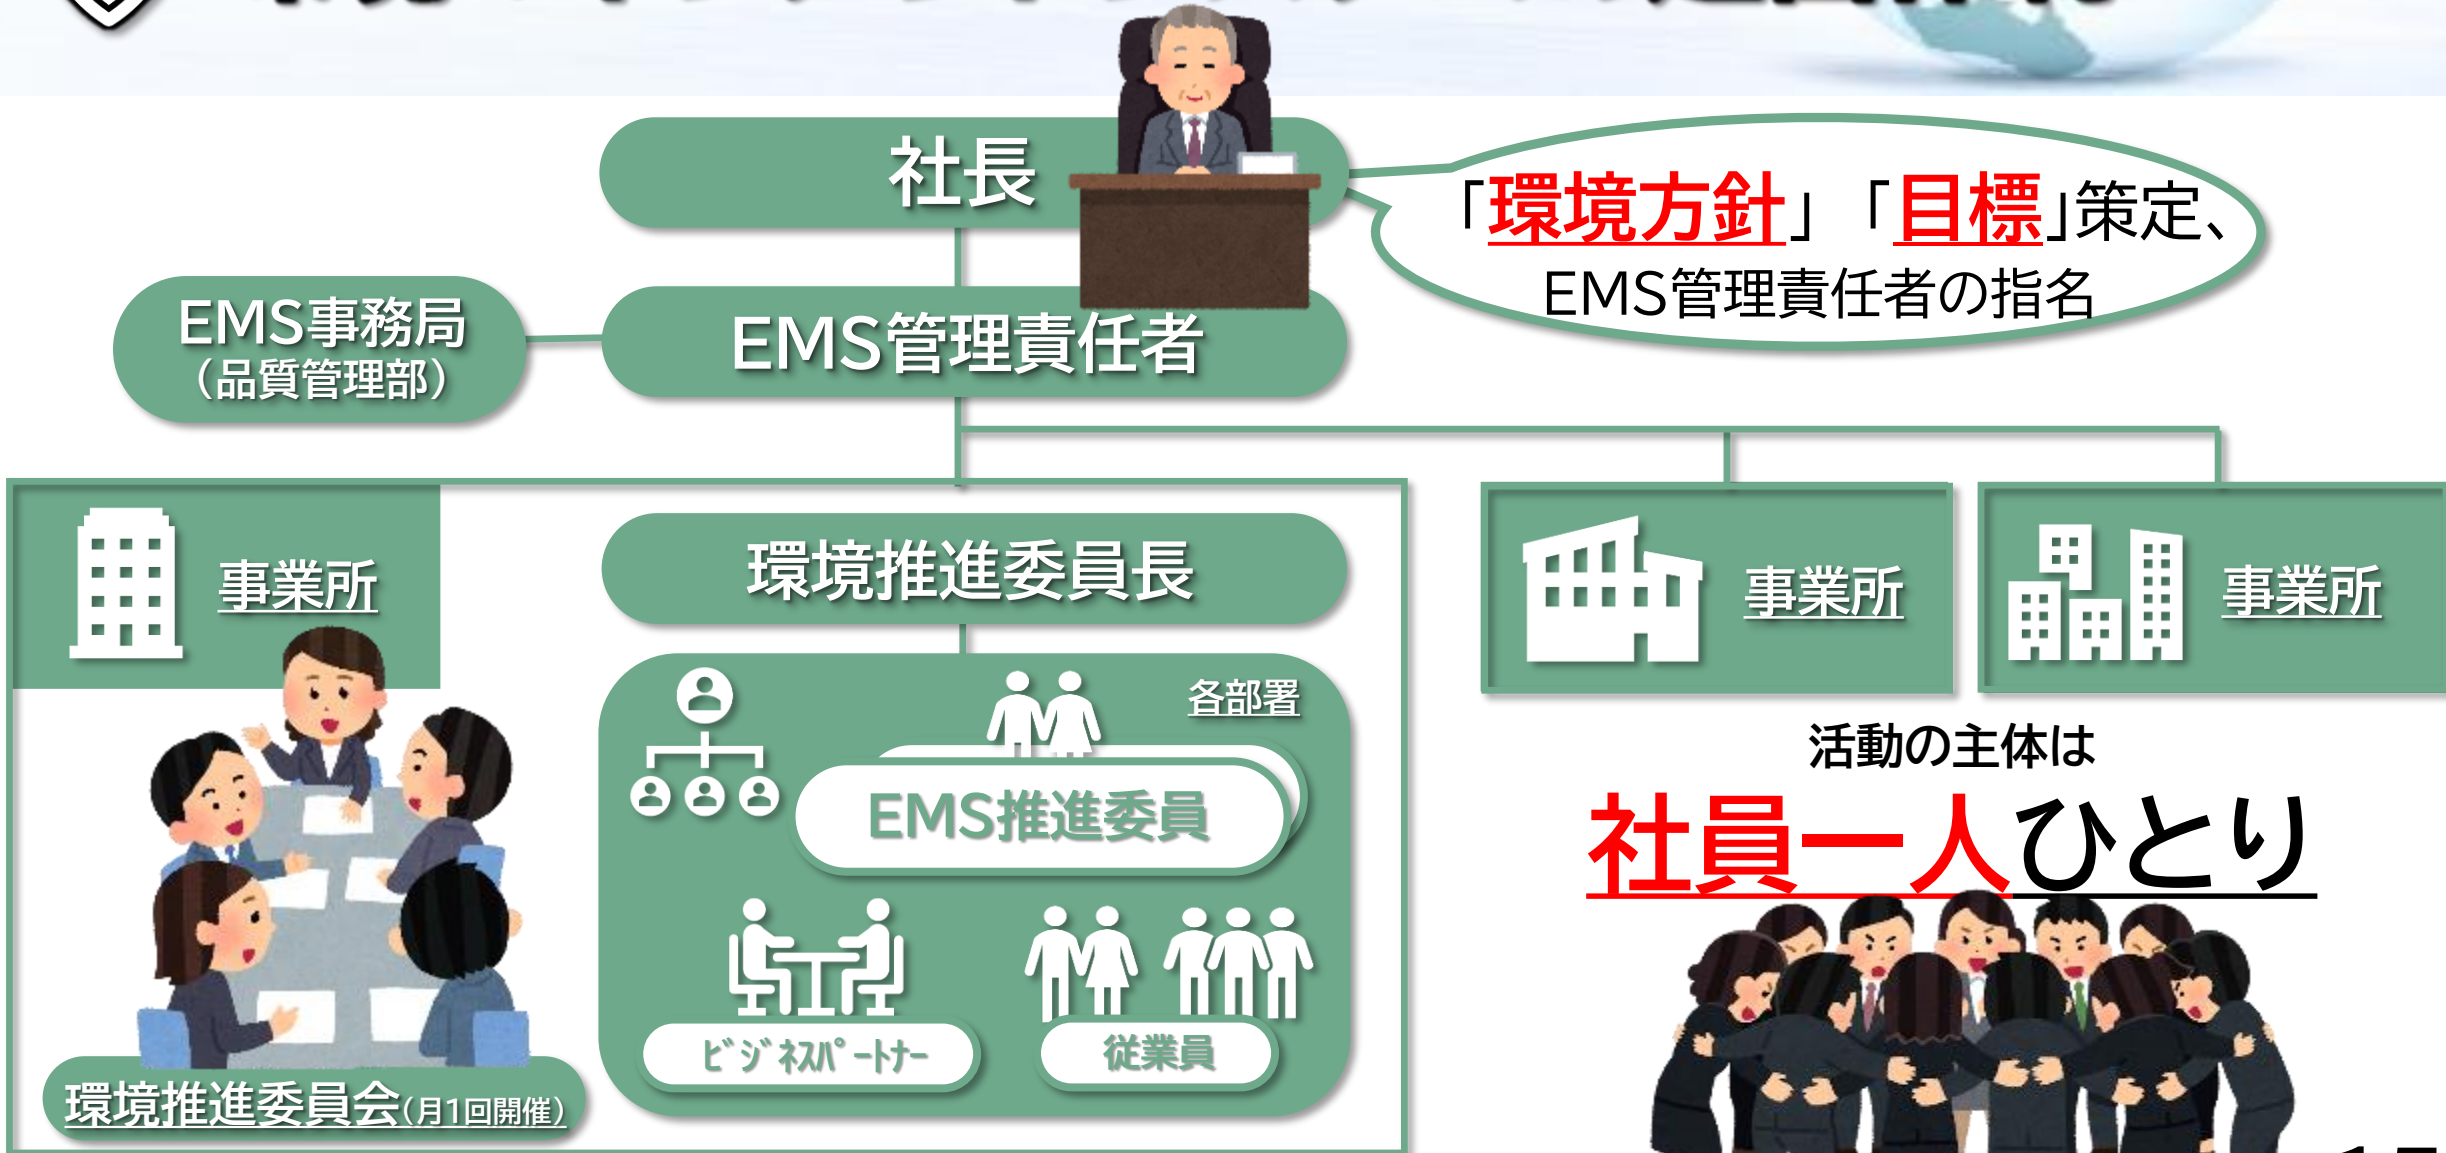 社長
「環境方針」「目標」策定、
EMS管理責任者の指名
EMS事務局
（品質管理部）
EMS管理責任者
事業所
環境推進委員長
各部署
EMS推進委員
ﾋﾞｼﾞﾈｽﾊﾟｰﾄﾅｰ
従業員
環境推進委員会（月1回開催）
事業所
事業所
活動の主体は
社員一人ひとり